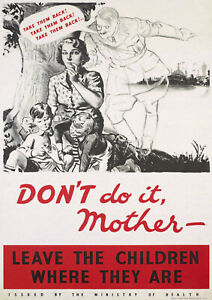 TAKE THEM BACK!
TAKE THEM BACK!
TAKE THEM BACK!..
DON'T do it,
Mother—
LEAVE THE CHILDREN
WHERE THEY ARE
ISSUED BY THE MINISTRY OF HEALTH